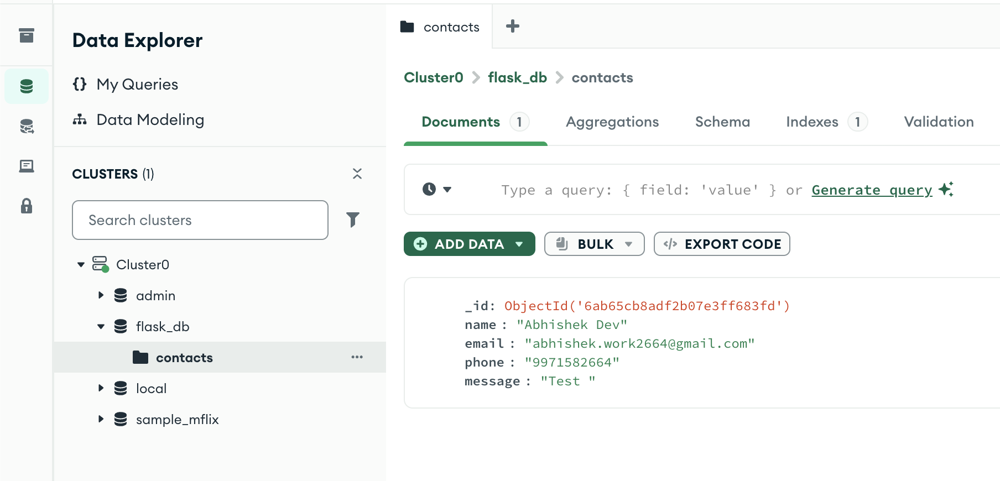 Data Explorer
My Queries
Data Modeling
CLUSTERS (1)
Search clusters
Cluster0
admin
flask_db
contacts
local
sample_mflix
contacts
Cluster0 > flask_db > contacts
Documents 1 Aggregations Schema Indexes 1 Validation
Type a query: { field: 'value' } or Generate query
ADD DATA BULK EXPORT CODE
_id: ObjectId('6ab65cb8adf2b07e3ff683fd')
name : "Abhishek Dev"
email : "abhishek.work2664@gmail.com"
phone : "9971582664"
message : "Test "